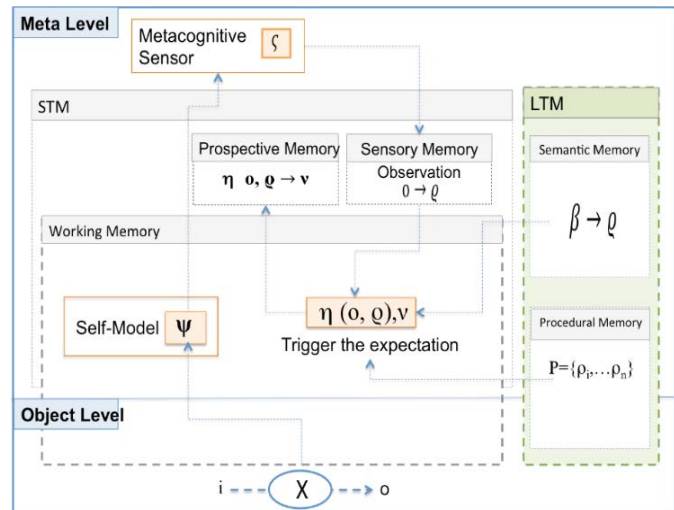 Meta Level
Metacognitive
Sensor
ς
STM
LTM
Prospective Memory
η o, ϱ → ν
Sensory Memory
Observation
0 → ϱ
Semantic Memory
β → ϱ
Working Memory
Self-Model
Ψ
η (o, ϱ),ν
Trigger the expectation
Procedural Memory
P={ρi,…ρn}
Object Level
i
X
o